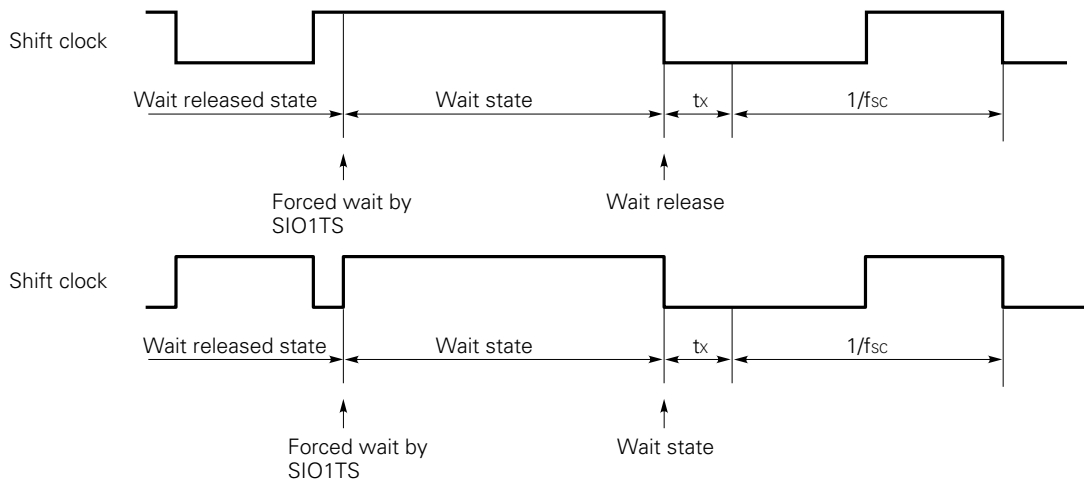 Shift clock
Wait released state
Wait state
tx
1/fsc
Forced wait by
SIO1TS
Wait release
Shift clock
Wait released state
Wait state
tx
1/fsc
Forced wait by
SIO1TS
Wait state